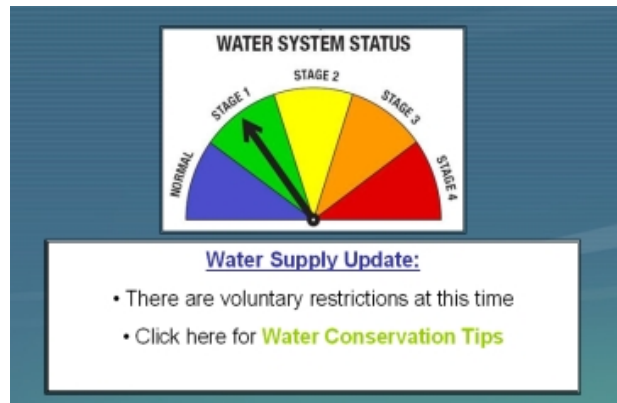 WATER SYSTEM STATUS
STAGE 2
STAGE 1
STAGE 3
NORMAL
STAGE 4
Water Supply Update:
• There are voluntary restrictions at this time
• Click here for Water Conservation Tips